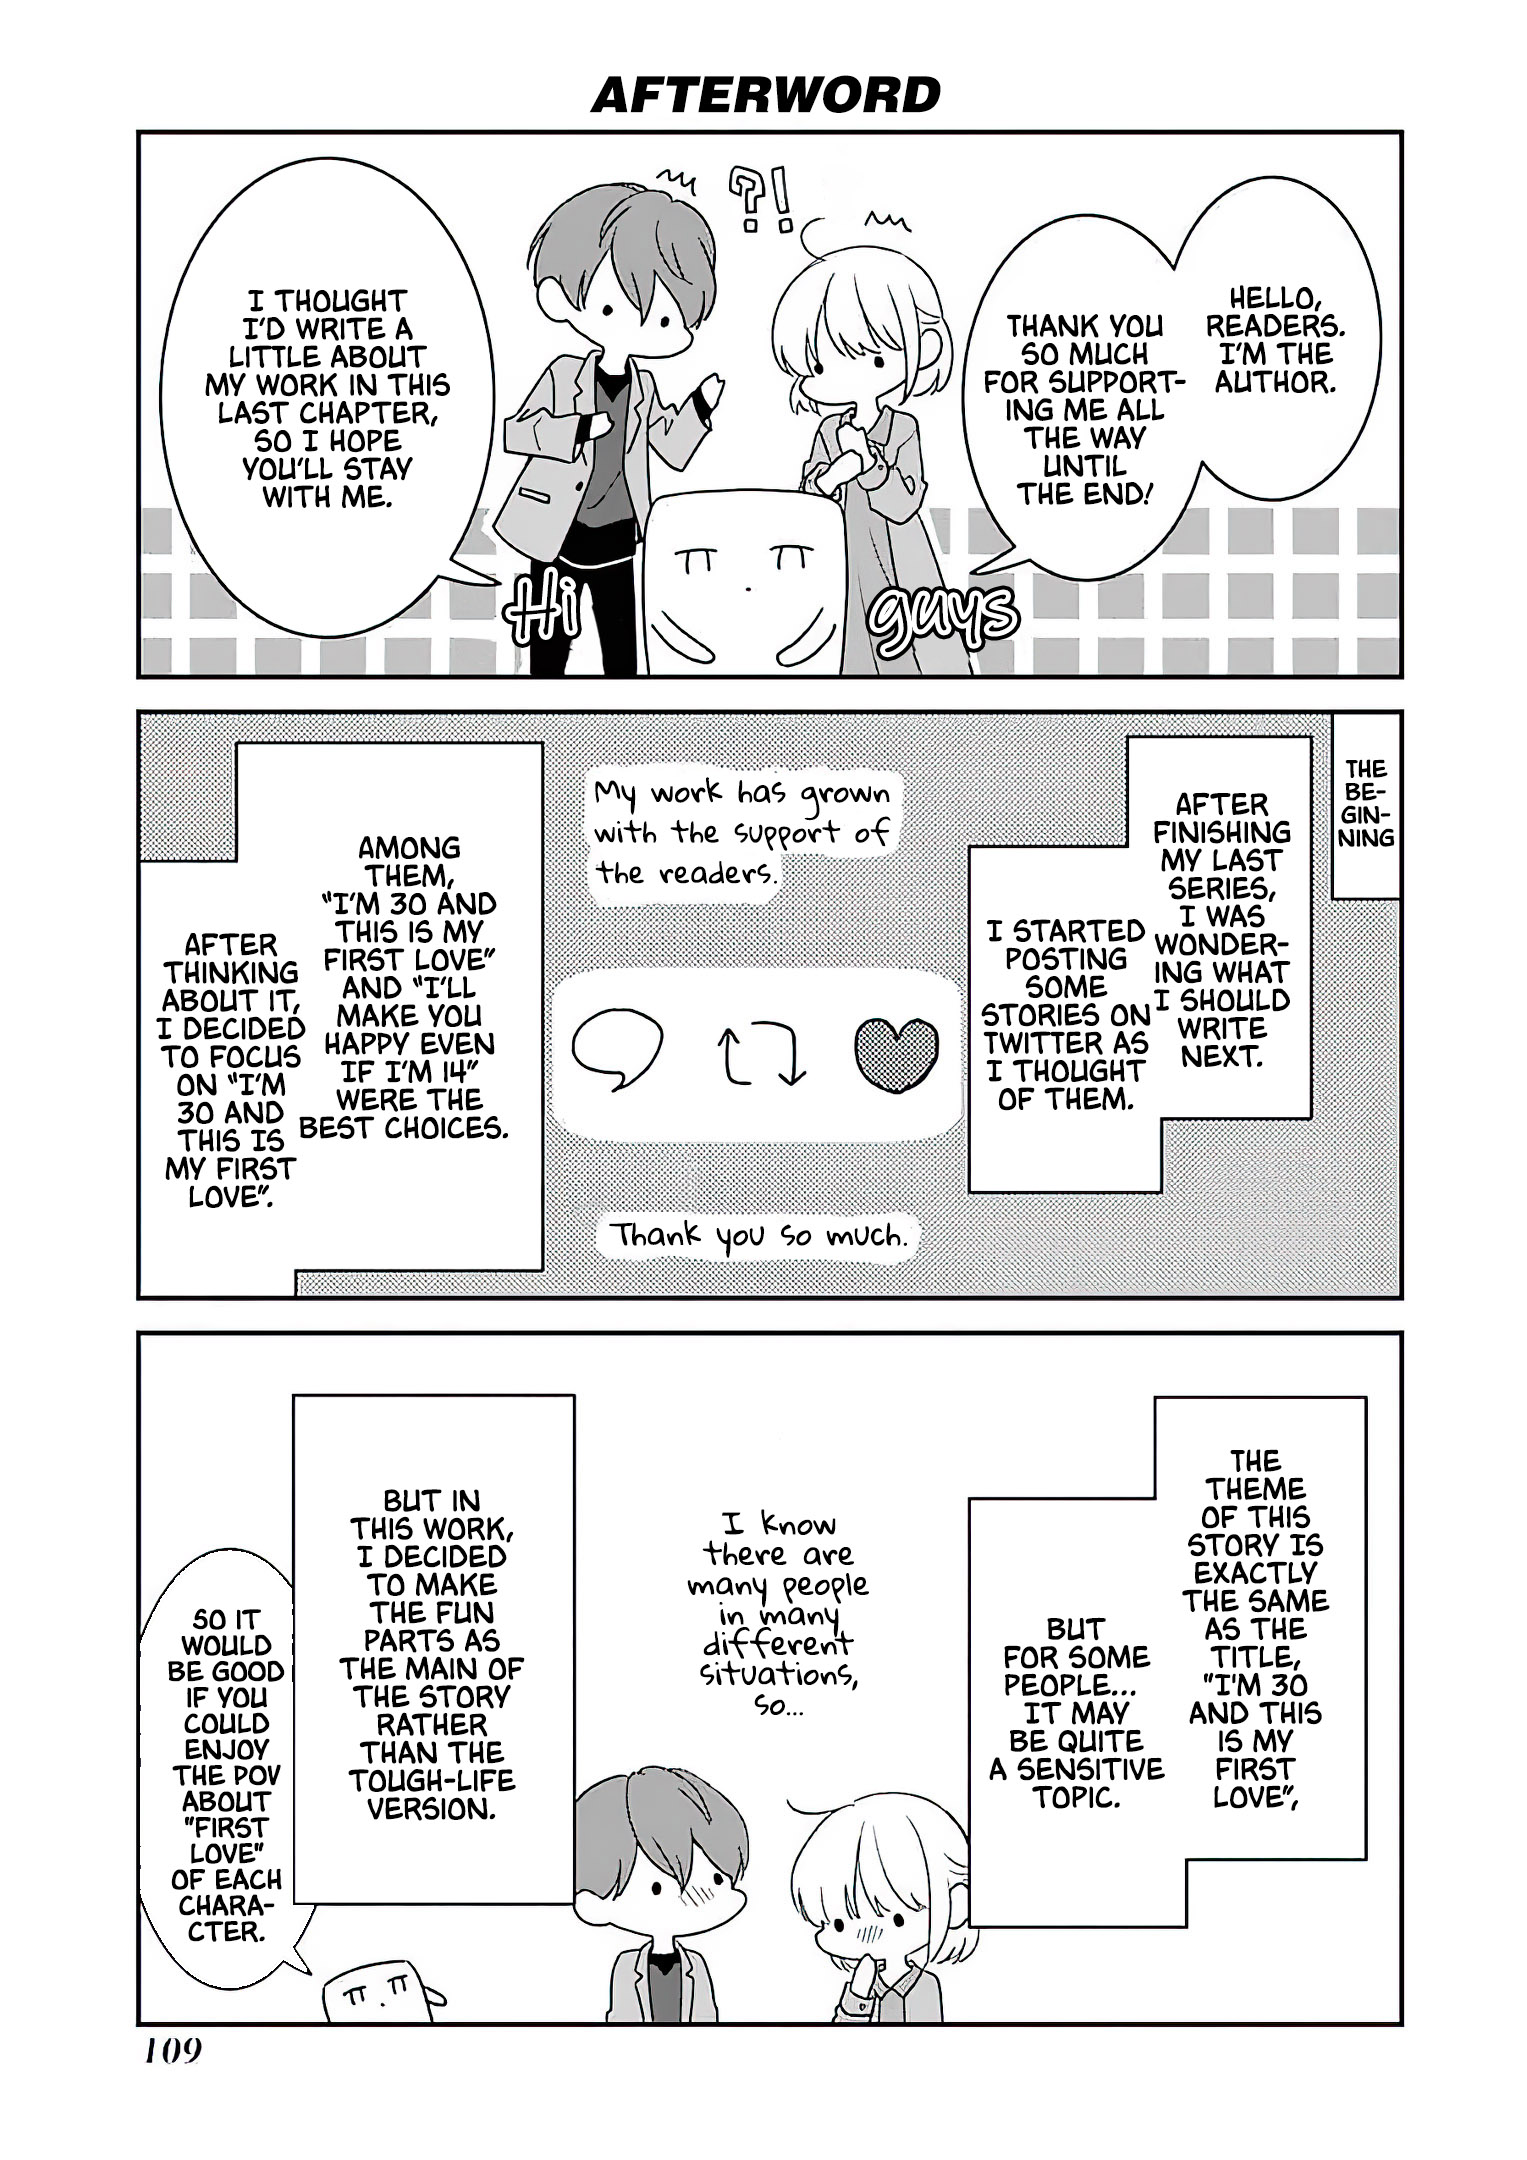 AFTERWORD
HELLO,
READERS.
I'M THE
AUTHOR.
THANK YOU
SO MUCH
FOR SUPPORT-
ING ME ALL
THE WAY
UNTIL
THE END!
?!
I THOUGHT
I'D WRITE A
LITTLE ABOUT
MY WORK IN THIS
LAST CHAPTER,
SO I HOPE
YOU'LL STAY
WITH ME.
Hi
guys
THE
BE-
GIN-
NING
AFTER
FINISHING
MY LAST
SERIES,
I WAS
WONDER-
ING WHAT
I SHOULD
WRITE
NEXT.
I STARTED
POSTING
SOME
STORIES ON
TWITTER AS
I THOUGHT
OF THEM.
My work has grown
with the support of
the readers.
Thank you so much.
AMONG
THEM,
"I'M 30 AND
THIS IS MY
FIRST LOVE"
AND "I'LL
MAKE YOU
HAPPY EVEN
IF I'M 14"
WERE THE
BEST CHOICES.
AFTER
THINKING
ABOUT IT,
I DECIDED
TO FOCUS
ON "I'M
30 AND
THIS IS
MY FIRST
LOVE".
THE
THEME
OF THIS
STORY IS
EXACTLY
THE SAME
AS THE
TITLE,
"I'M 30
AND THIS
IS MY
FIRST
LOVE",
BUT
FOR SOME
PEOPLE...
IT MAY
BE QUITE
A SENSITIVE
TOPIC.
I know
there are
many people
in many
different
situations,
so...
BUT IN
THIS WORK,
I DECIDED
TO MAKE
THE FUN
PARTS AS
THE MAIN OF
THE STORY
RATHER
THAN THE
TOUGH-LIFE
VERSION.
SO IT
WOULD
BE GOOD
IF YOU
COULD
ENJOY
THE POV
ABOUT
"FIRST
LOVE"
OF EACH
CHARA-
CTER.
109